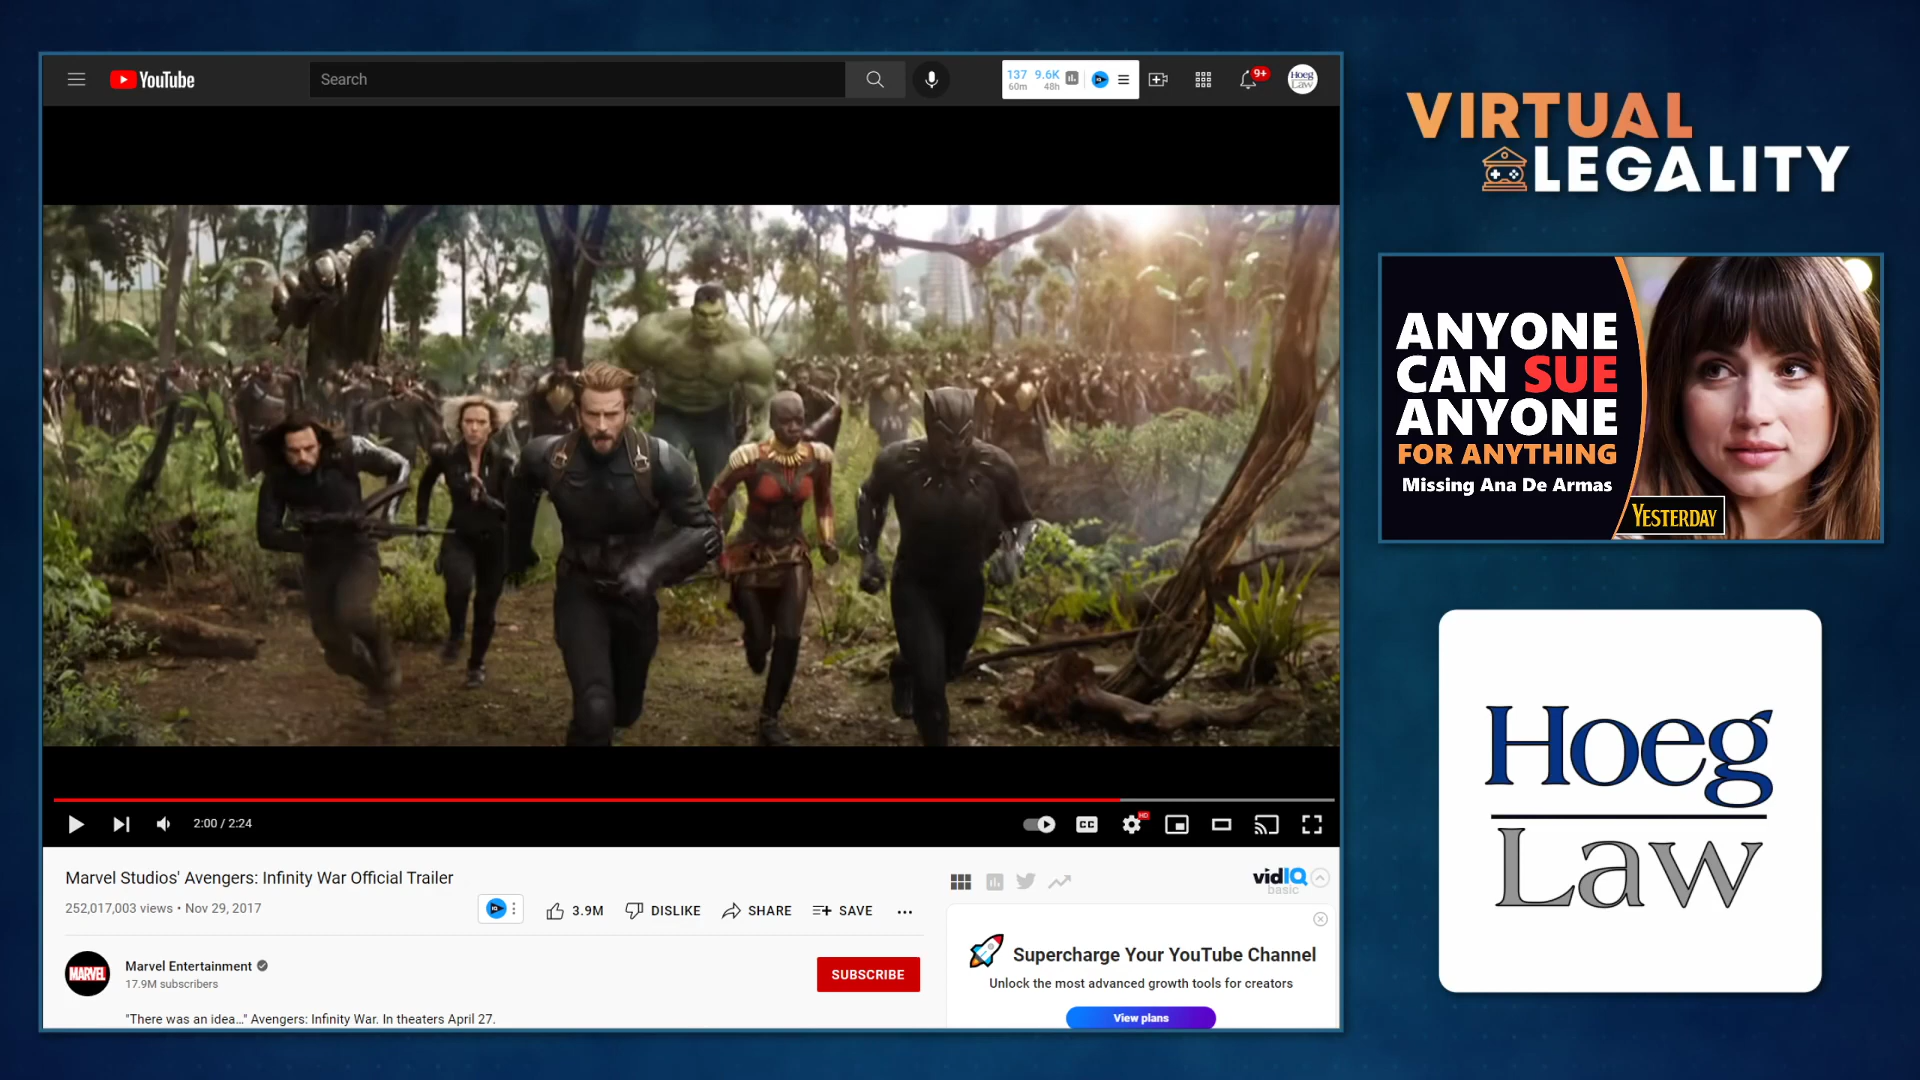 YouTube
Search
137 9.6K
60m 48h
9+
Hoeg
Law
VIRTUAL
LEGALITY
ANYONE
CAN SUE
ANYONE
FOR ANYTHING
Missing Ana De Armas
YESTERDAY
Hoeg
Law
2:00 / 2:24
CC
HD
Marvel Studios' Avengers: Infinity War Official Trailer
252,017,003 views • Nov 29, 2017
3.9M
DISLIKE
SHARE
SAVE
vidIQ
basic
MARVEL
Marvel Entertainment
17.9M subscribers
SUBSCRIBE
"There was an idea…" Avengers: Infinity War. In theaters April 27.
Supercharge Your YouTube Channel
Unlock the most advanced growth tools for creators
View plans